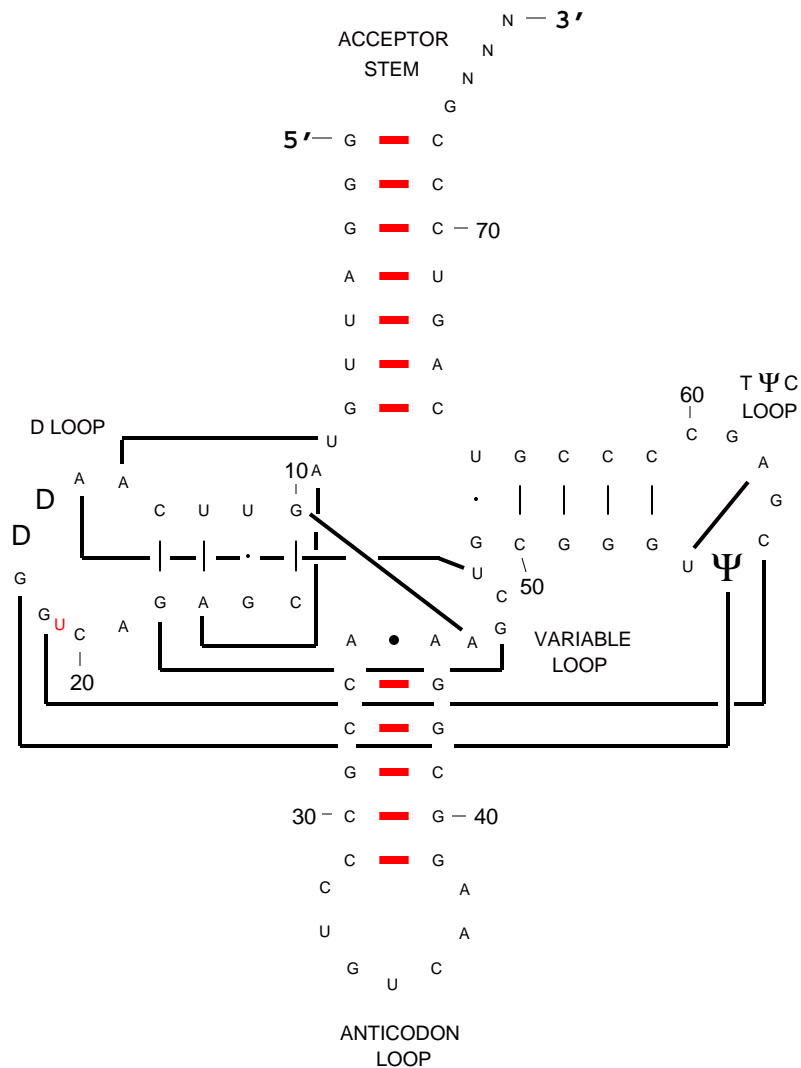 N 3′
ACCEPTOR
STEM
N
N
G
5′ G C
G C
G C 70
A U
U G
U A
G C
60
T Ψ C
LOOP
D LOOP
U
C G
A A
10 A
U G C C C
A
D
C U U G
G
D
G C G G G U Ψ C
G
U 50
G A G C
C
G U C A
20
A A A G
VARIABLE
LOOP
C G
C G
G C
30 C G 40
C G
C A
U A
G C
U
ANTICODON
LOOP